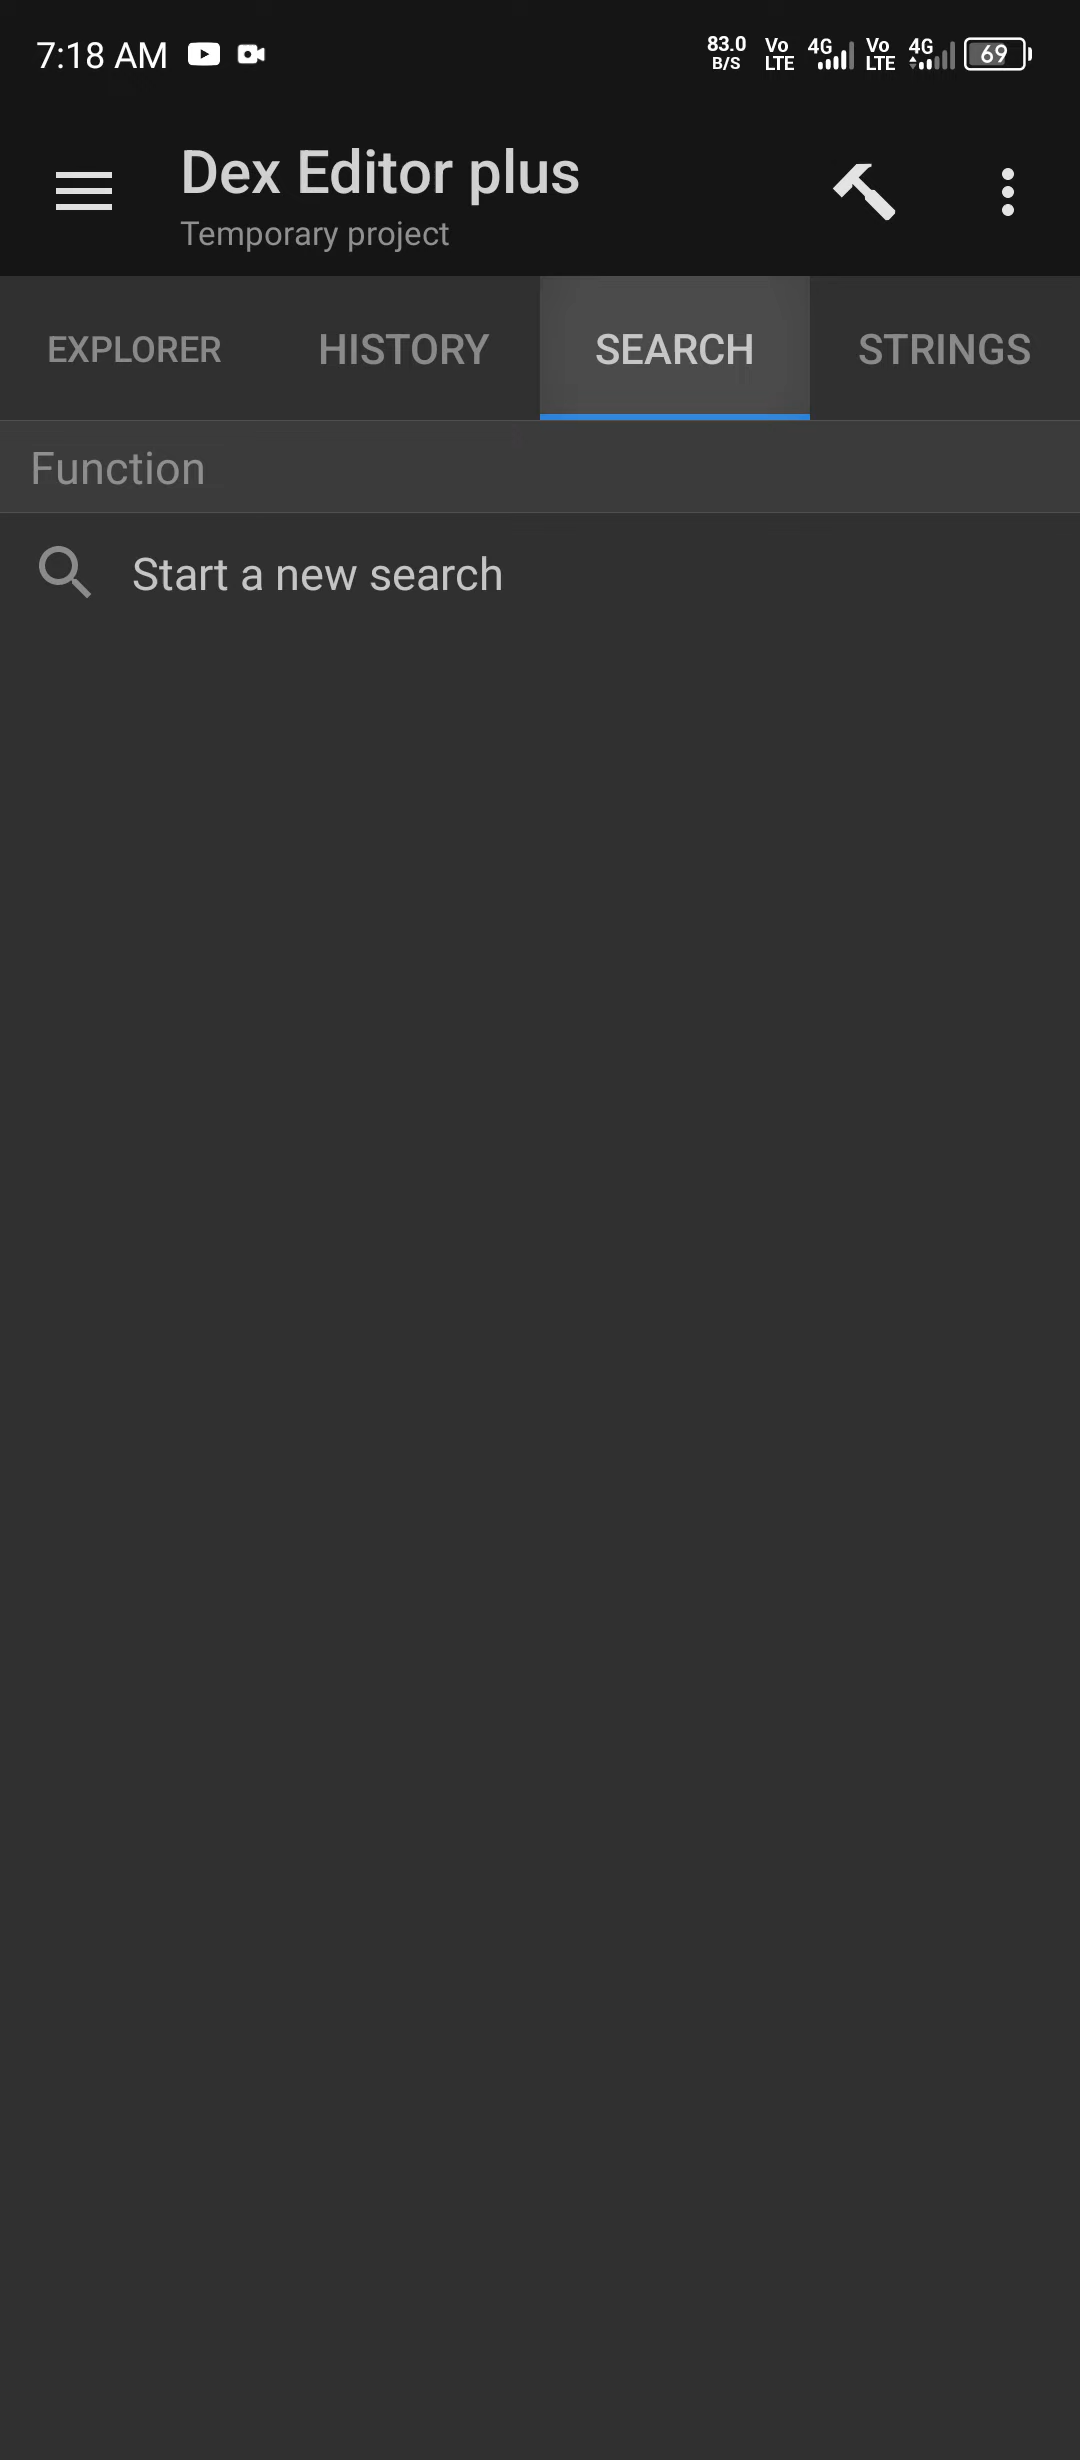 7:18 AM 83.0 B/S Vo LTE 4G Vo LTE 4G 69
Dex Editor plus
Temporary project
EXPLORER HISTORY SEARCH STRINGS
Function
Start a new search